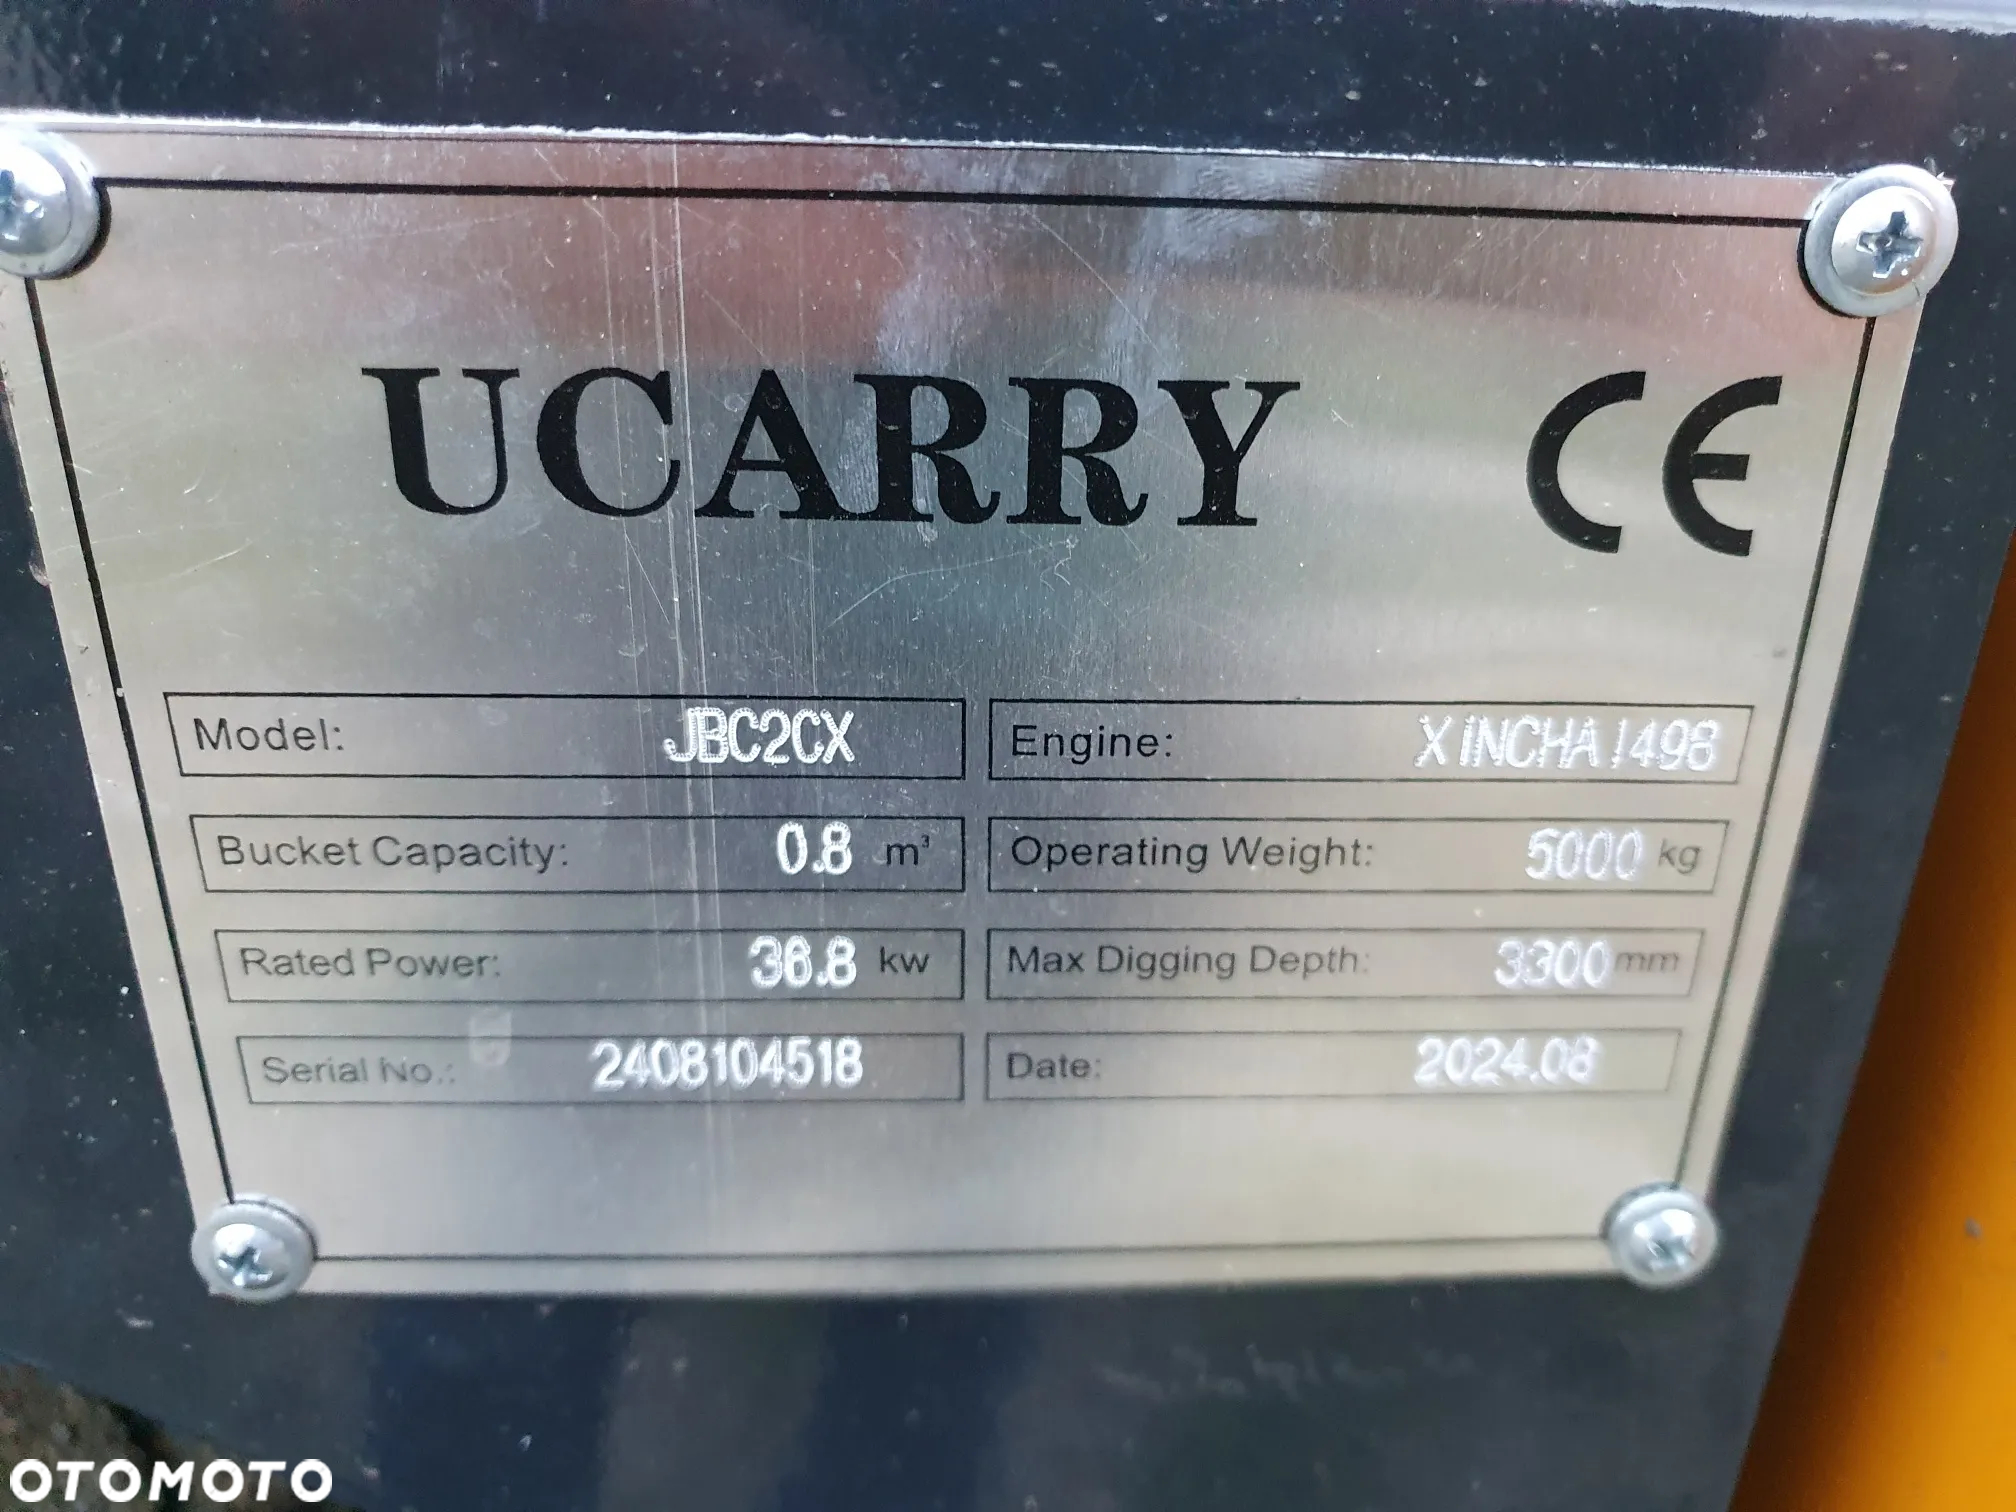 UCARRY CE
Model: JBC2CX Engine: XINCHAI498
Bucket Capacity: 0.8 m³ Operating Weight: 5000 kg
Rated Power: 36.8 kw Max Digging Depth: 3300 mm
Serial No.: 2408104518 Date: 2024.08
OTOMOTO